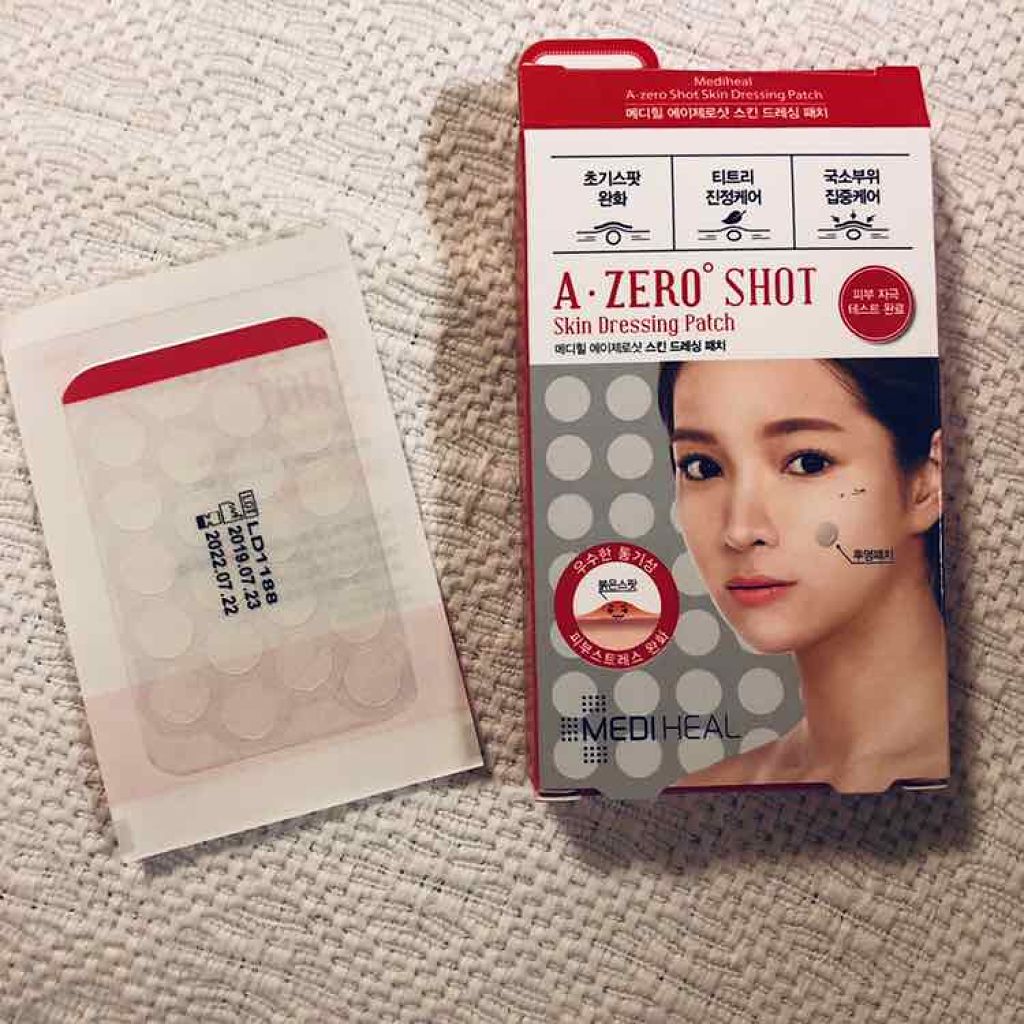 Mediheal
A-zero Shot Skin Dressing Patch
메디힐 에이제로샷 스킨 드레싱 패치
초기스팟
완화
티트리
진정케어
국소부위
집중케어
A·ZERO° SHOT
Skin Dressing Patch
메디힐 에이제로샷 스킨 드레싱 패치
피부 자극
테스트 완료
투명패치
우수한 통기성
붉은스팟
피부스트레스 완화
MEDIHEAL
LOT LD1188
2019.07.23
2022.07.22